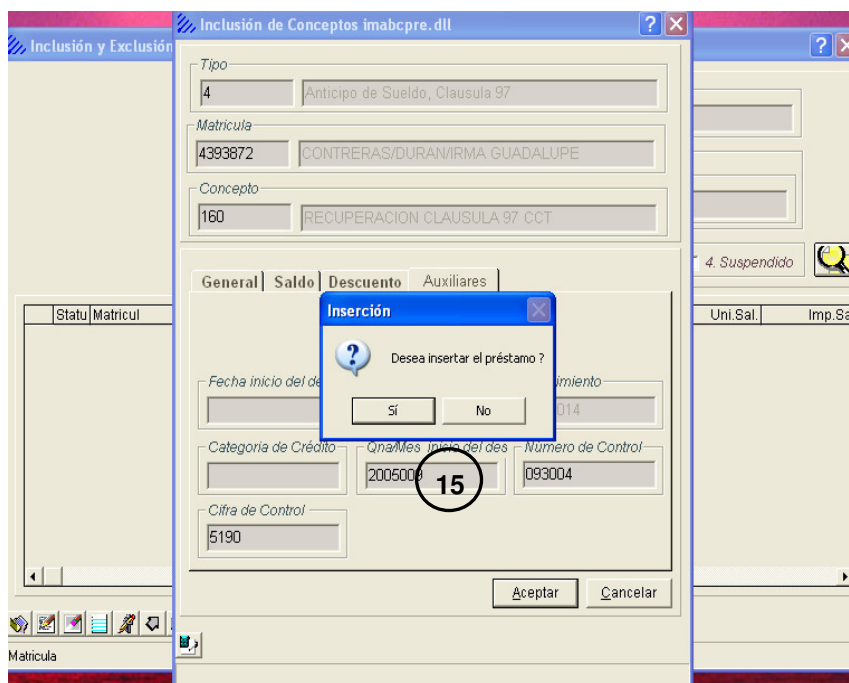 Inclusión de Conceptos imabcpre.dll
Inclusión y Exclusión
Tipo
4 Anticipo de Sueldo, Clausula 97
Matricula
4393872 CONTRERAS/DURAN/IRMA GUADALUPE
Concepto
160 RECUPERACION CLAUSULA 97 CCT
4. Suspendido
General Saldo Descuento Auxiliares
Statu Matricul Uni.Sal. Imp.Sa
Inserción
Desea insertar el préstamo ?
Sí No
Fecha inicio del de imiento
014
Categoria de Crédito Qna/Mes inicio del des Número de Control
2005009 093004
15
Cifra de Control
5190
Aceptar Cancelar
Matricula